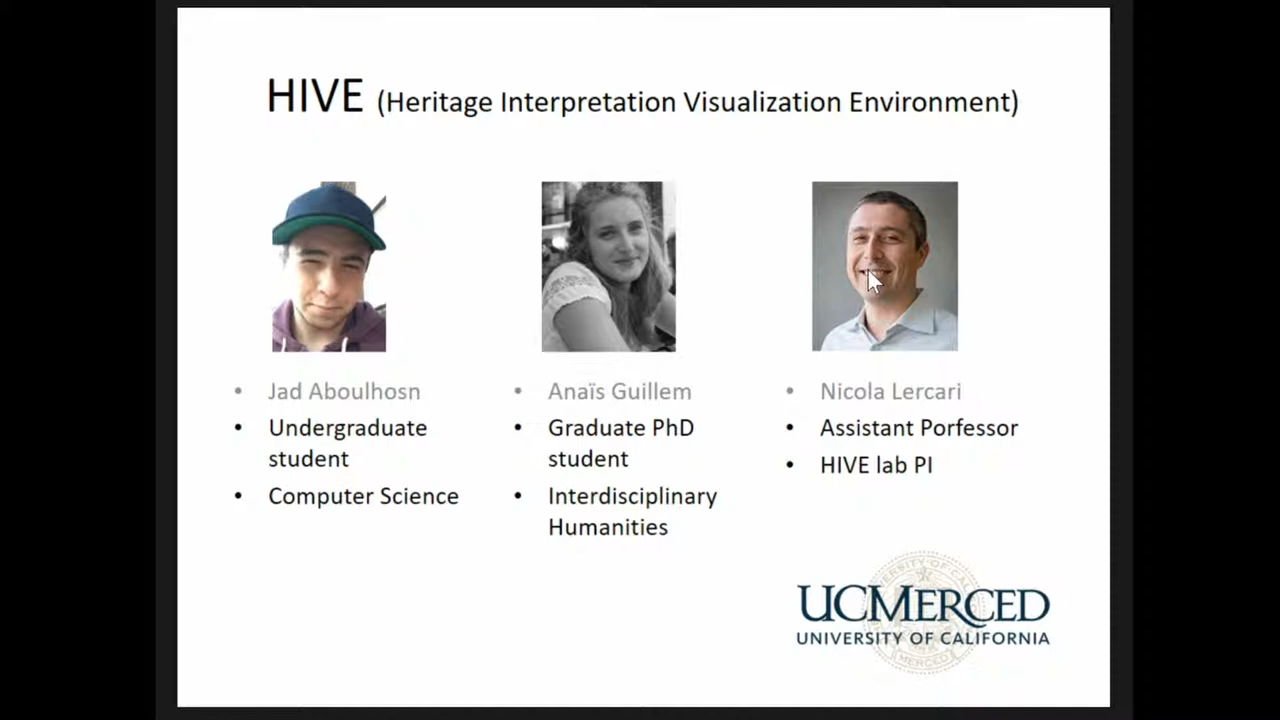 HIVE (Heritage Interpretation Visualization Environment)
• Jad Aboulhosn
• Undergraduate
student
• Computer Science
• Anaïs Guillem
• Graduate PhD
student
• Interdisciplinary
Humanities
• Nicola Lercari
• Assistant Porfessor
• HIVE lab PI
UCMERCED
UNIVERSITY OF CALIFORNIA
MERCED